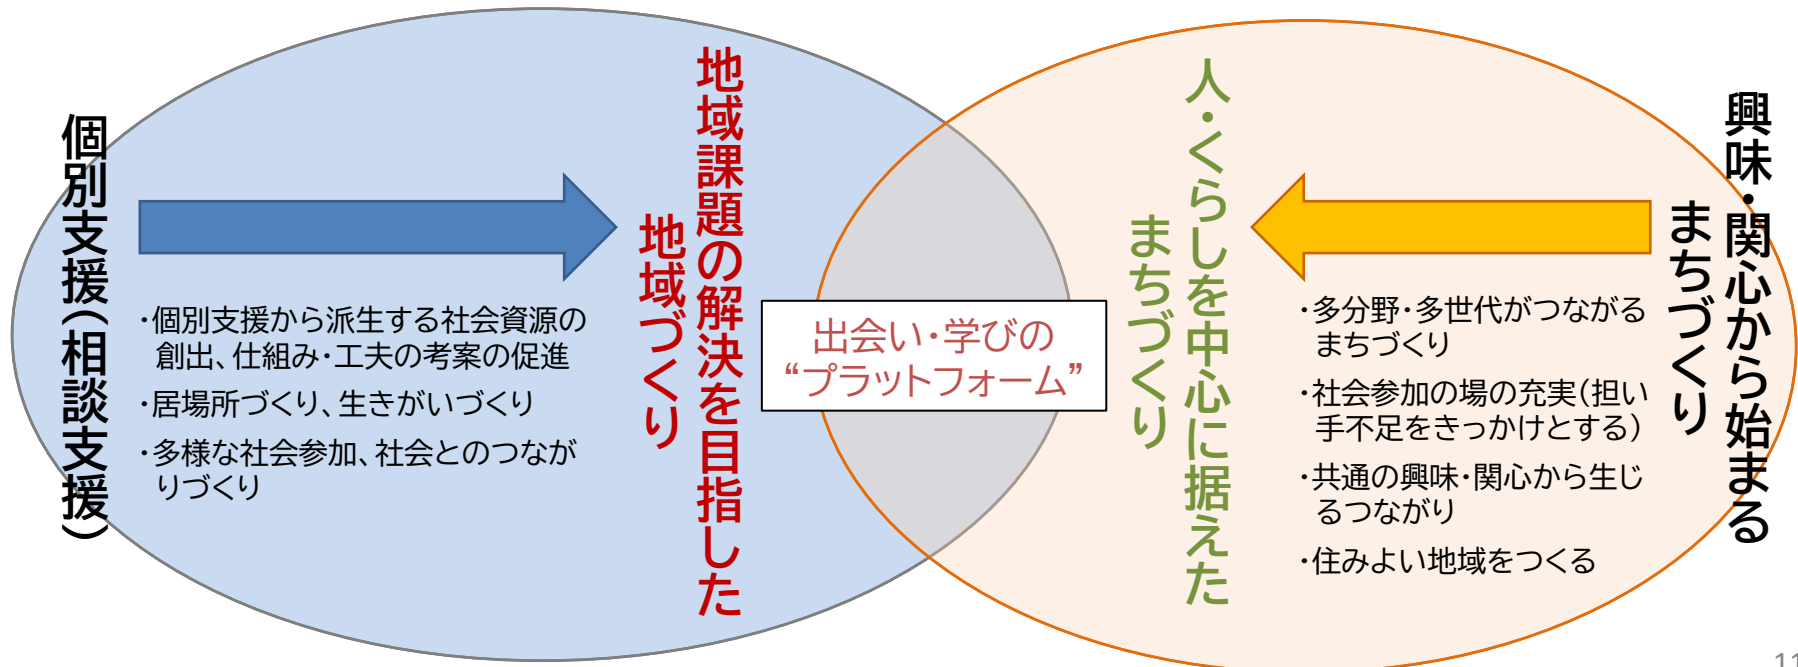 個別支援(相談支援)
・個別支援から派生する社会資源の
創出、仕組み・工夫の考案の促進
・居場所づくり、生きがいづくり
・多様な社会参加、社会とのつなが
りづくり
地域課題の解決を目指した
地域づくり
出会い・学びの
“プラットフォーム”
人・くらしを中心に据えた
まちづくり
・多分野・多世代がつながる
まちづくり
・社会参加の場の充実(担い
手不足をきっかけとする)
・共通の興味・関心から生じ
るつながり
・住みよい地域をつくる
興味・関心から始まる
まちづくり
11